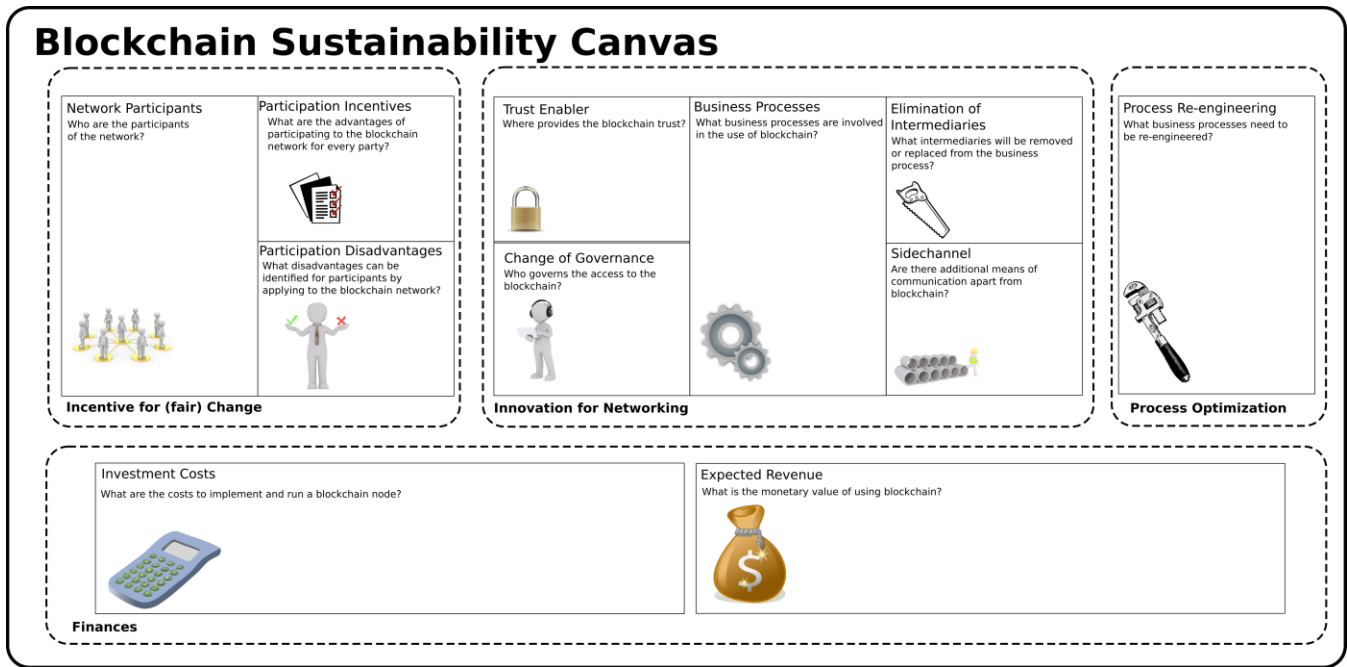 Blockchain Sustainability Canvas
Network Participants
Who are the participants
of the network?
Participation Incentives
What are the advantages of
participating to the blockchain
network for every party?
Participation Disadvantages
What disadvantages can be
identified for participants by
applying to the blockchain network?
Incentive for (fair) Change
Trust Enabler
Where provides the blockchain trust?
Change of Governance
Who governs the access to the
blockchain?
Business Processes
What business processes are involved
in the use of blockchain?
Elimination of
Intermediaries
What intermediaries will be removed
or replaced from the business
process?
Sidechannel
Are there additional means of
communication apart from
blockchain?
Innovation for Networking
Process Re-engineering
What business processes need to
be re-engineered?
Process Optimization
Investment Costs
What are the costs to implement and run a blockchain node?
Expected Revenue
What is the monetary value of using blockchain?
$
Finances